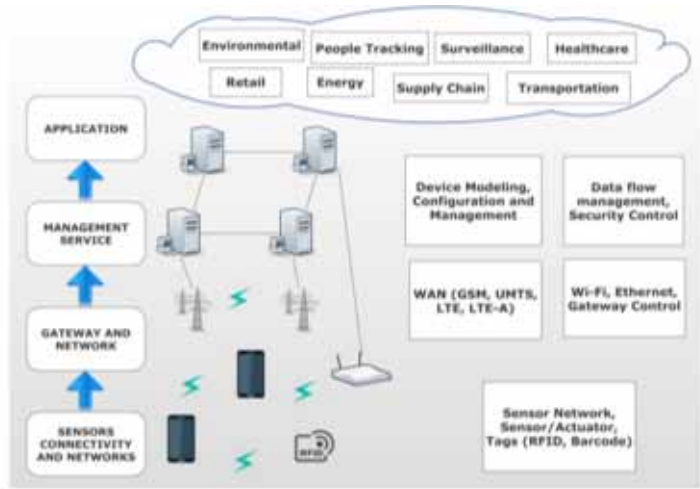 Environmental
People Tracking
Surveillance
Healthcare
Retail
Energy
Supply Chain
Transportation
APPLICATION
MANAGEMENT
SERVICE
GATEWAY AND
NETWORK
SENSORS
CONNECTIVITY
AND NETWORKS
Device Modeling,
Configuration and
Management
Data flow
management,
Security Control
WAN (GSM, UMTS,
LTE, LTE-A)
Wi-Fi, Ethernet,
Gateway Control
Sensor Network,
Sensor/Actuator,
Tags (RFID, Barcode)
RFID